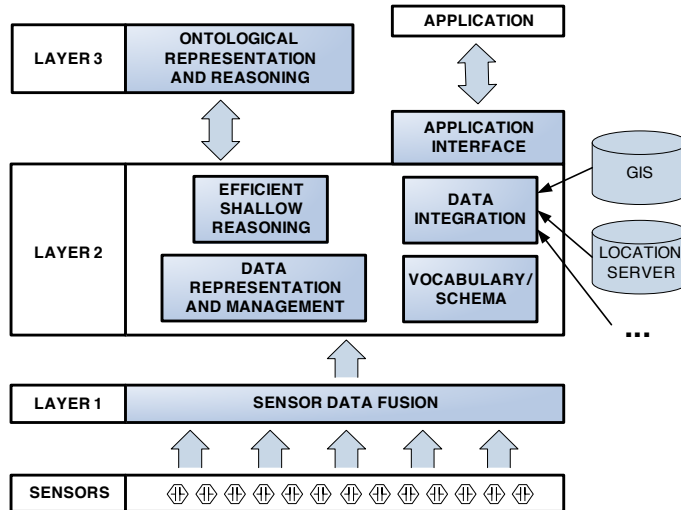 APPLICATION
LAYER 3
ONTOLOGICAL
REPRESENTATION
AND REASONING
APPLICATION
INTERFACE
LAYER 2
EFFICIENT
SHALLOW
REASONING
DATA
INTEGRATION
DATA
REPRESENTATION
AND MANAGEMENT
VOCABULARY/
SCHEMA
GIS
LOCATION
SERVER
...
LAYER 1
SENSOR DATA FUSION
SENSORS